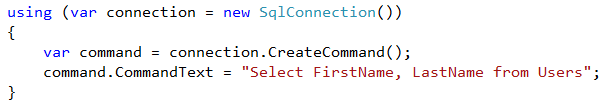 using (var connection = new SqlConnection())
{
    var command = connection.CreateCommand();
    command.CommandText = "Select FirstName, LastName from Users";
}